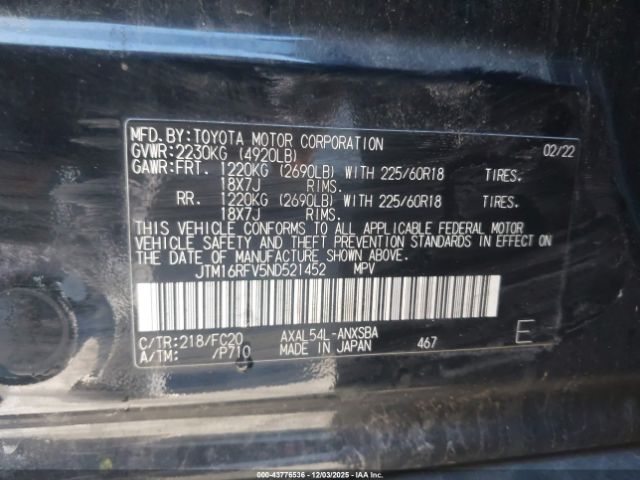 MFD. BY: TOYOTA MOTOR CORPORATION 02/22
GVWR: 2230KG (4920LB)
GAWR: FRT. 1220KG (2690LB) WITH 225/60R18 TIRES.
18X7J RIMS.
RR. 1220KG (2690LB) WITH 225/60R18 TIRES.
18X7J RIMS.
THIS VEHICLE CONFORMS TO ALL APPLICABLE FEDERAL MOTOR
VEHICLE SAFETY AND THEFT PREVENTION STANDARDS IN EFFECT ON
THE DATE OF MANUFACTURE SHOWN ABOVE.
JTM16RFV5ND521452 MPV
C/TR: 218/FC20 AXAL54L-ANXSBA E
A/TM: /P710 MADE IN JAPAN 467
000-43776536 - 12/03/2025 - IAAI.CA